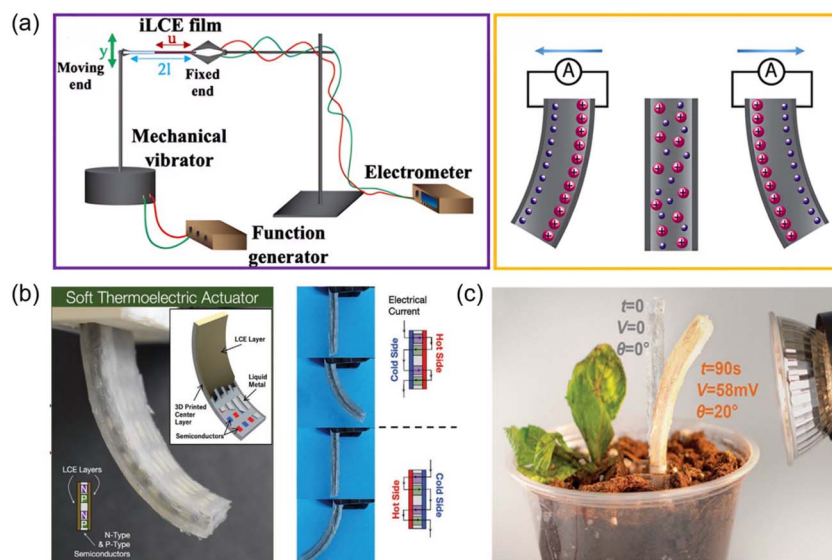 (a)
iLCE film
y
u
Moving
end
2l
Fixed
end
Mechanical
vibrator
Electrometer
Function
generator
A
A
(b)
Soft Thermoelectric Actuator
LCE Layer
Liquid
Metal
3D Printed
Center
Layer
Semiconductors
LCE Layers
N
P
N
P
N-Type
& P-Type
Semiconductors
Electrical
Current
Cold Side
Hot Side
Hot Side
Cold Side
(c)
t=0
V=0
θ=0°
t=90s
V=58mV
θ=20°